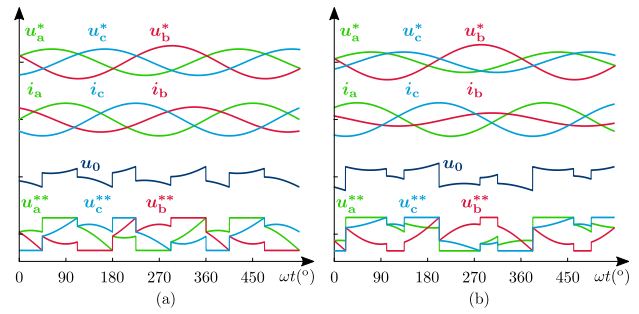 u*a u*c u*b
ia ic ib
u0
u**a u**c u**b
0 90 180 270 360 450 ωt(°)
(a)
u*a u*c u*b
ia ic ib
u0
u**a u**c u**b
0 90 180 270 360 450 ωt(°)
(b)